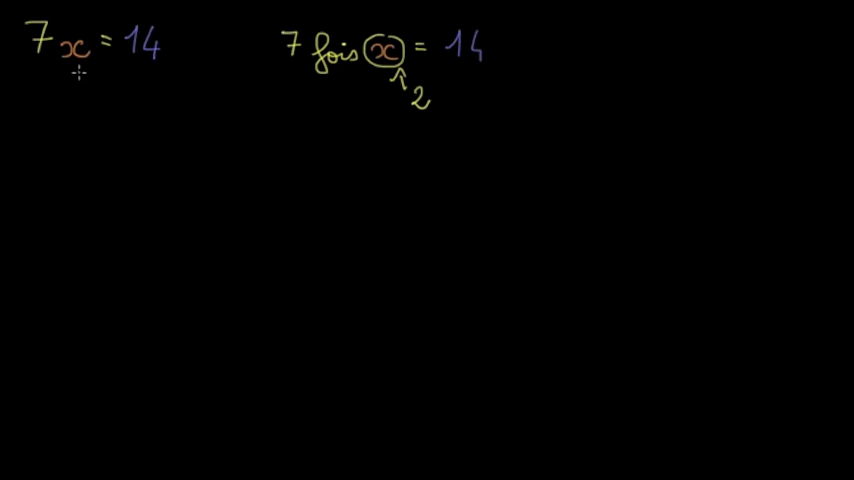 7x = 14
7 fois x = 14
2